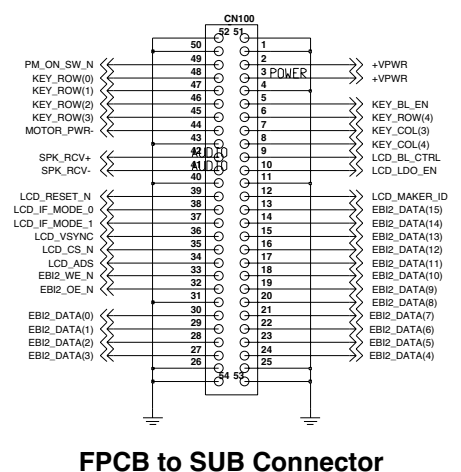 CN100
52 51
50 1
PM_ON_SW_N 49 2 +VPWR
KEY_ROW(0) 48 3 POWER +VPWR
KEY_ROW(1) 47 4
KEY_ROW(2) 46 5 KEY_BL_EN
KEY_ROW(3) 45 6 KEY_ROW(4)
MOTOR_PWR- 44 7 KEY_COL(3)
43 8 KEY_COL(4)
SPK_RCV+ 42 AUDIO 9 LCD_BL_CTRL
SPK_RCV- 41 AUDIO 10 LCD_LDO_EN
40 11
LCD_RESET_N 39 12 LCD_MAKER_ID
LCD_IF_MODE_0 38 13 EBI2_DATA(15)
LCD_IF_MODE_1 37 14 EBI2_DATA(14)
LCD_VSYNC 36 15 EBI2_DATA(13)
LCD_CS_N 35 16 EBI2_DATA(12)
LCD_ADS 34 17 EBI2_DATA(11)
EBI2_WE_N 33 18 EBI2_DATA(10)
EBI2_OE_N 32 19 EBI2_DATA(9)
31 20 EBI2_DATA(8)
EBI2_DATA(0) 30 21 EBI2_DATA(7)
EBI2_DATA(1) 29 22 EBI2_DATA(6)
EBI2_DATA(2) 28 23 EBI2_DATA(5)
EBI2_DATA(3) 27 24 EBI2_DATA(4)
26 25
54 53
FPCB to SUB Connector